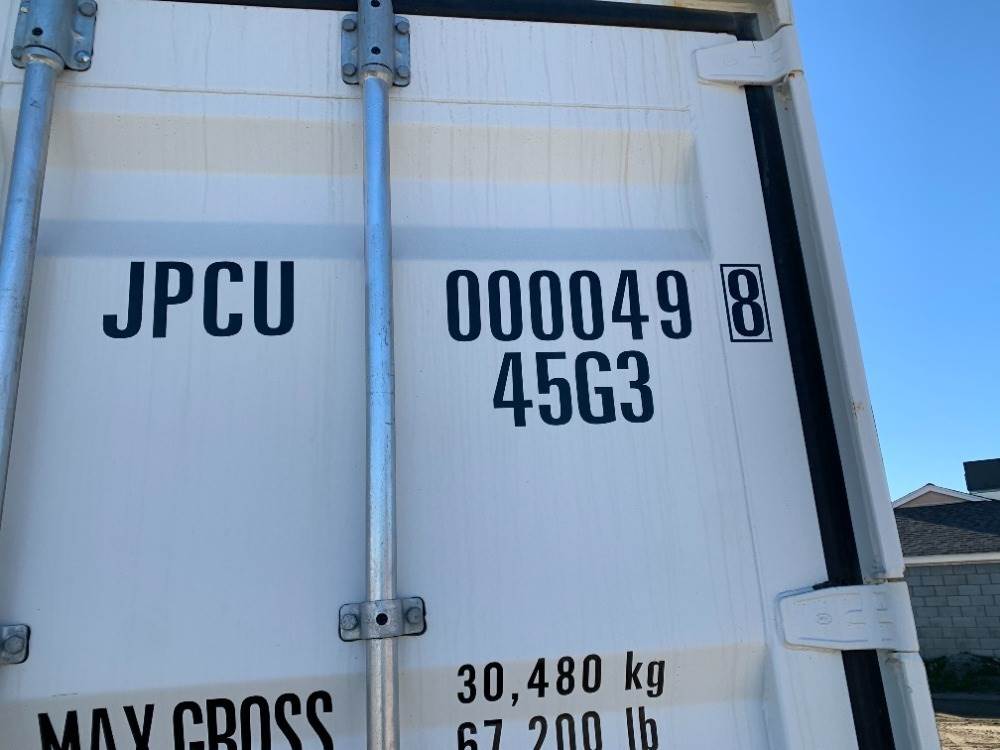 JPCU 000049 8
45G3
MAX GROSS 30,480 kg
67,200 lb